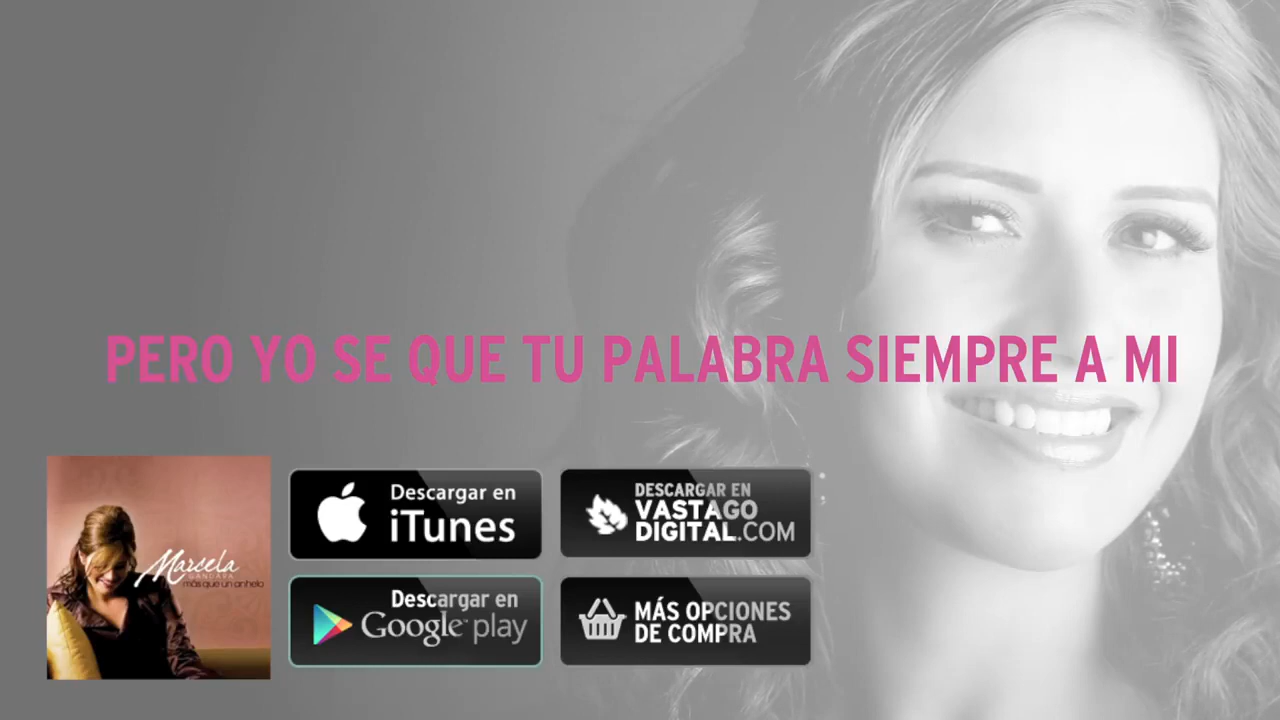 PERO YO SE QUE TU PALABRA SIEMPRE A MI
Marcela
GANDARA
más que un anhelo
Descargar en
iTunes
DESCARGAR EN
VASTAGO
DIGITAL.COM
Descargar en
Google play
MÁS OPCIONES
DE COMPRA